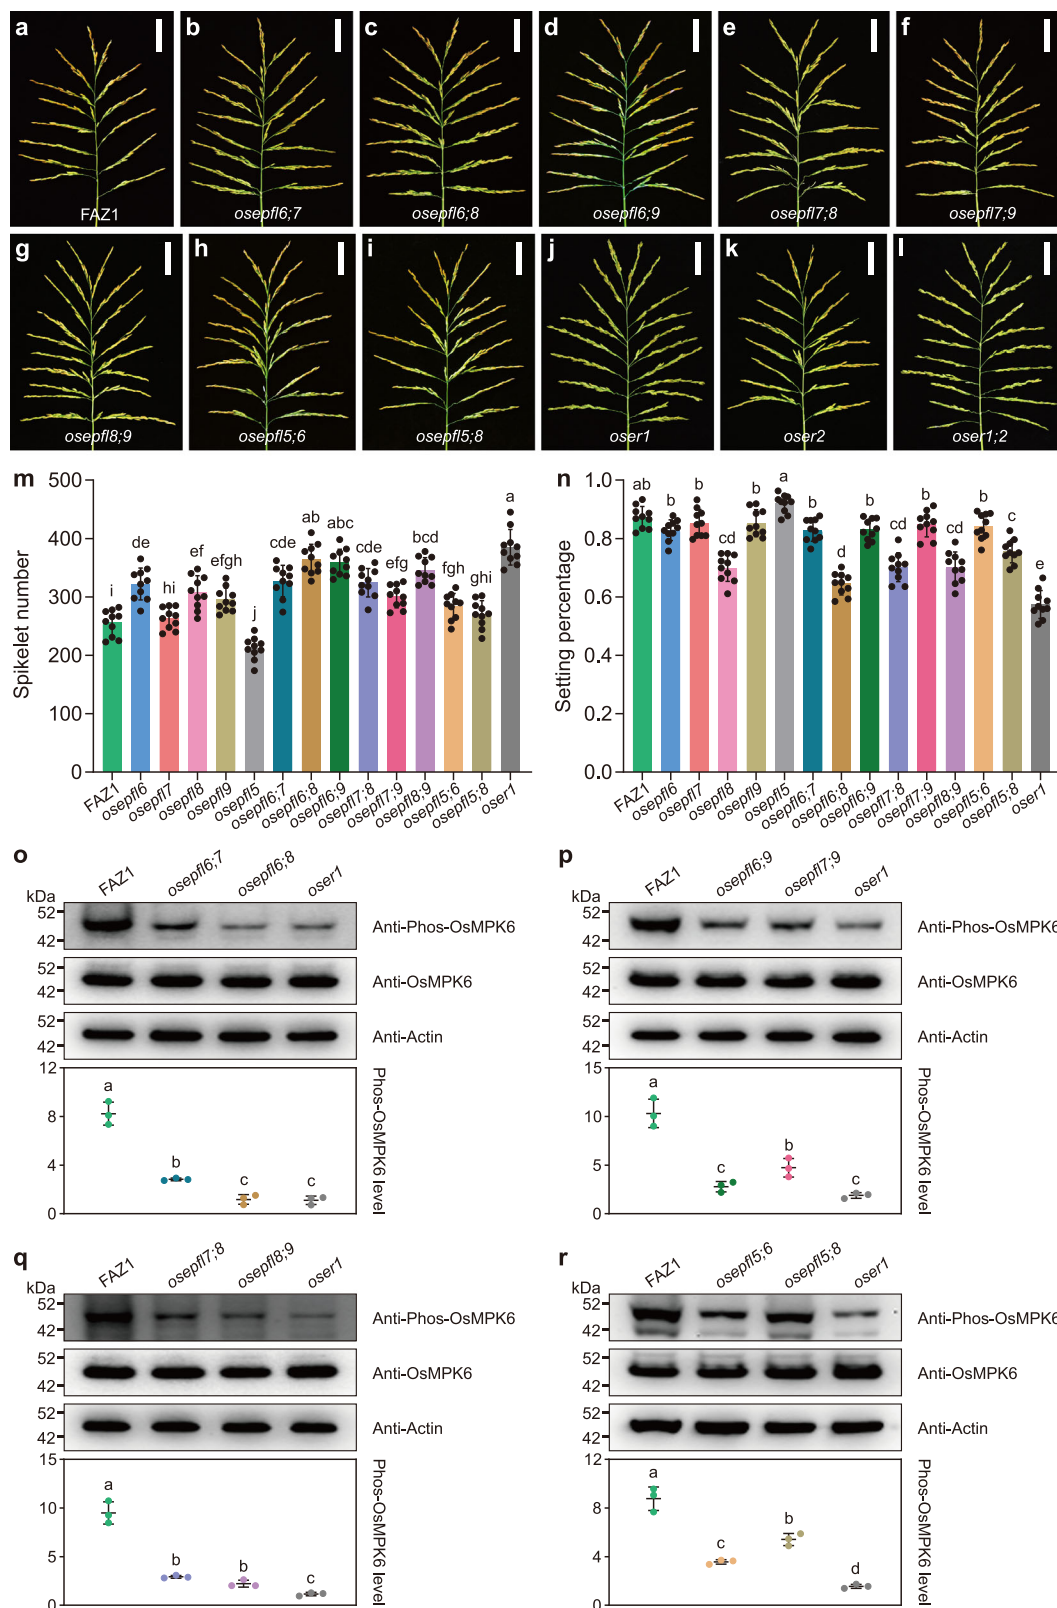 a
b
c
d
e
f
FAZ1
osepfl6;7
osepfl6;8
osepfl6;9
osepfl7;8
osepfl7;9
g
h
i
j
k
l
osepfl8;9
osepfl5;6
osepfl5;8
oser1
oser2
oser1;2
m
Spikelet number
500
400
300
200
100
0
i
de
hi
ef
efgh
j
cde
ab
abc
cde
efg
bcd
fgh
ghi
a
FAZ1
osepfl6
osepfl7
osepfl8
osepfl9
osepfl5
osepfl6;7
osepfl6;8
osepfl6;9
osepfl7;8
osepfl7;9
osepfl8;9
osepfl5;6
osepfl5;8
oser1
n
Setting percentage
1.0
0.8
0.6
0.4
0.2
0.0
ab
b
b
cd
b
a
b
d
b
cd
b
cd
b
c
e
FAZ1
osepfl6
osepfl7
osepfl8
osepfl9
osepfl5
osepfl6;7
osepfl6;8
osepfl6;9
osepfl7;8
osepfl7;9
osepfl8;9
osepfl5;6
osepfl5;8
oser1
o
FAZ1
osepfl6;7
osepfl6;8
oser1
kDa
52
42
Anti-Phos-OsMPK6
52
42
Anti-OsMPK6
52
42
Anti-Actin
12
8
4
0
a
b
c
c
Phos-OsMPK6 level
p
FAZ1
osepfl6;9
osepfl7;9
oser1
kDa
52
42
Anti-Phos-OsMPK6
52
42
Anti-OsMPK6
52
42
Anti-Actin
15
10
5
0
a
c
b
c
Phos-OsMPK6 level
q
FAZ1
osepfl7;8
osepfl8;9
oser1
kDa
52
42
Anti-Phos-OsMPK6
52
42
Anti-OsMPK6
52
42
Anti-Actin
15
10
5
0
a
b
b
c
Phos-OsMPK6 level
r
FAZ1
osepfl5;6
osepfl5;8
oser1
kDa
52
42
Anti-Phos-OsMPK6
52
42
Anti-OsMPK6
52
42
Anti-Actin
12
8
4
0
a
c
b
d
Phos-OsMPK6 level